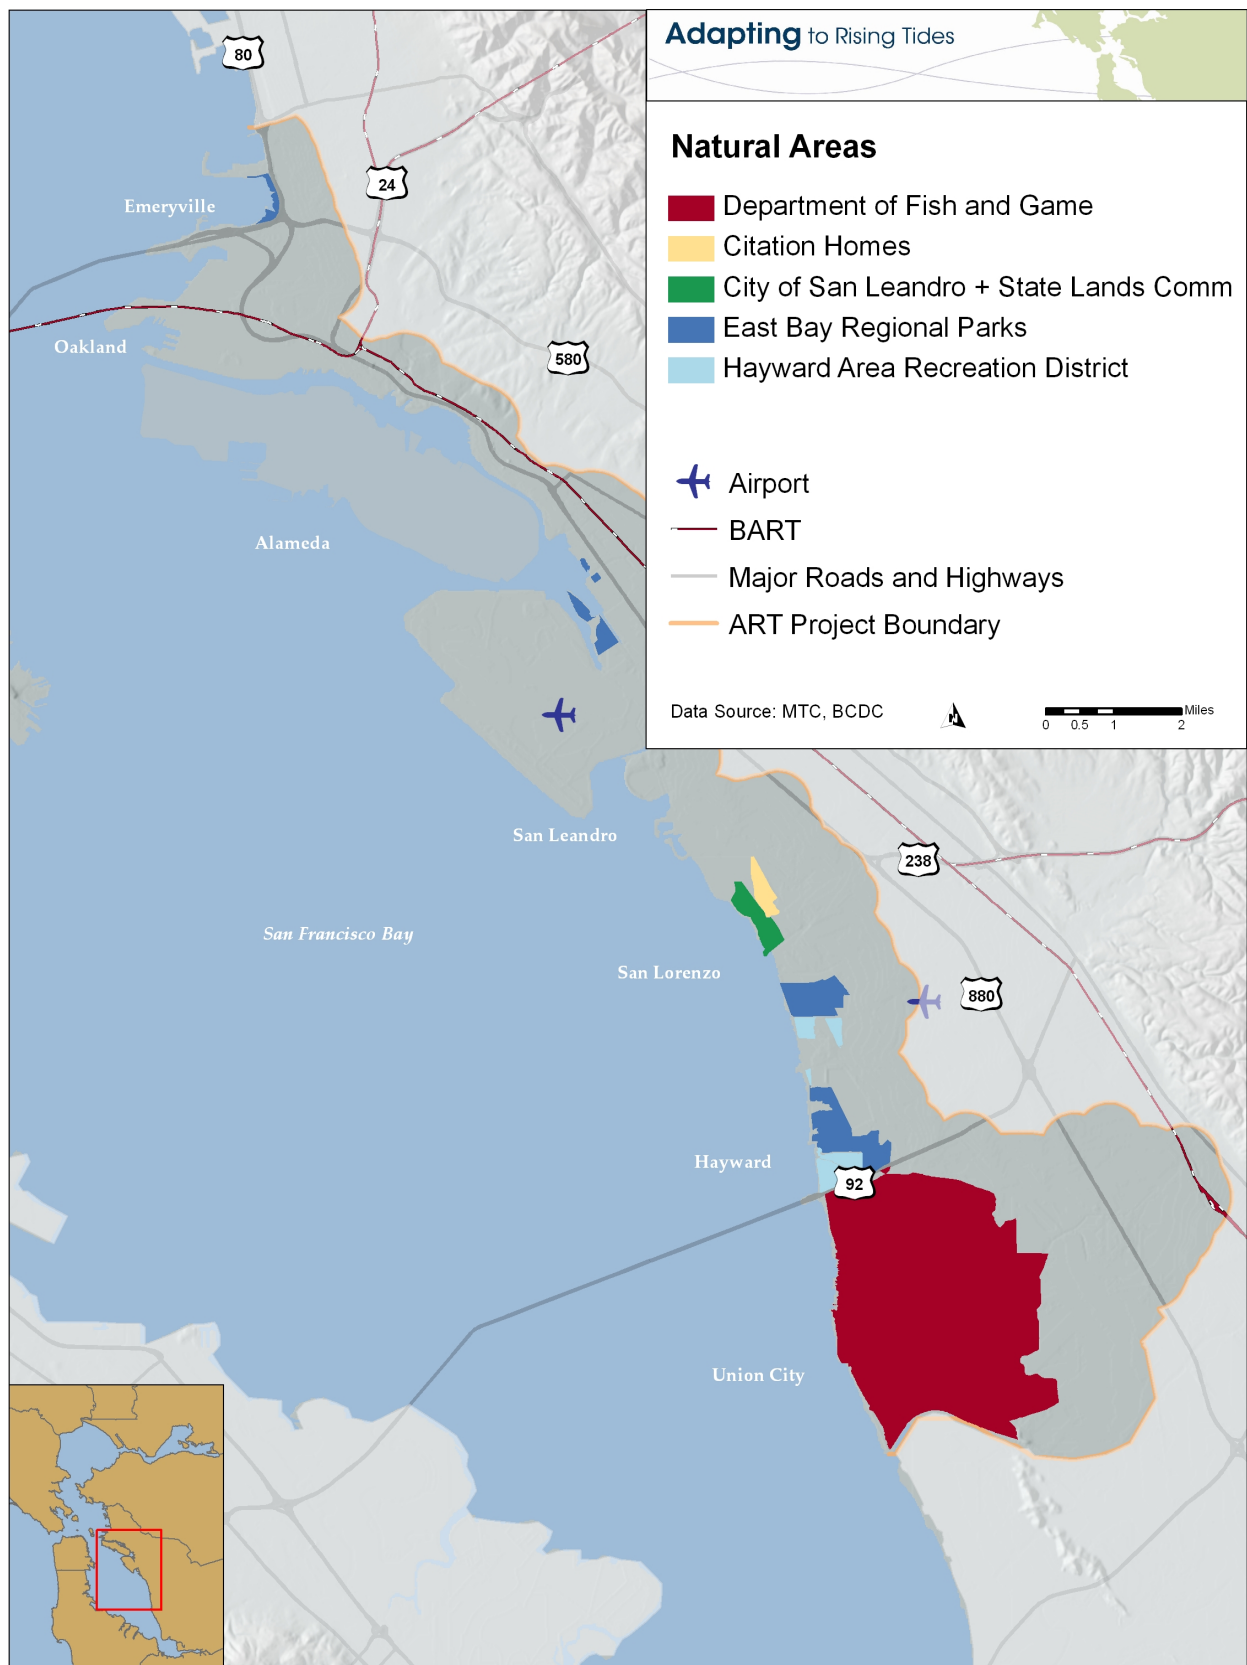 Adapting to Rising Tides
Natural Areas
Department of Fish and Game
Citation Homes
City of San Leandro + State Lands Comm
East Bay Regional Parks
Hayward Area Recreation District
Airport
BART
Major Roads and Highways
ART Project Boundary
Data Source: MTC, BCDC
N
Miles
0 0.5 1 2
80
24
Emeryville
Oakland
580
Alameda
San Leandro
238
San Francisco Bay
San Lorenzo
880
Hayward
92
Union City